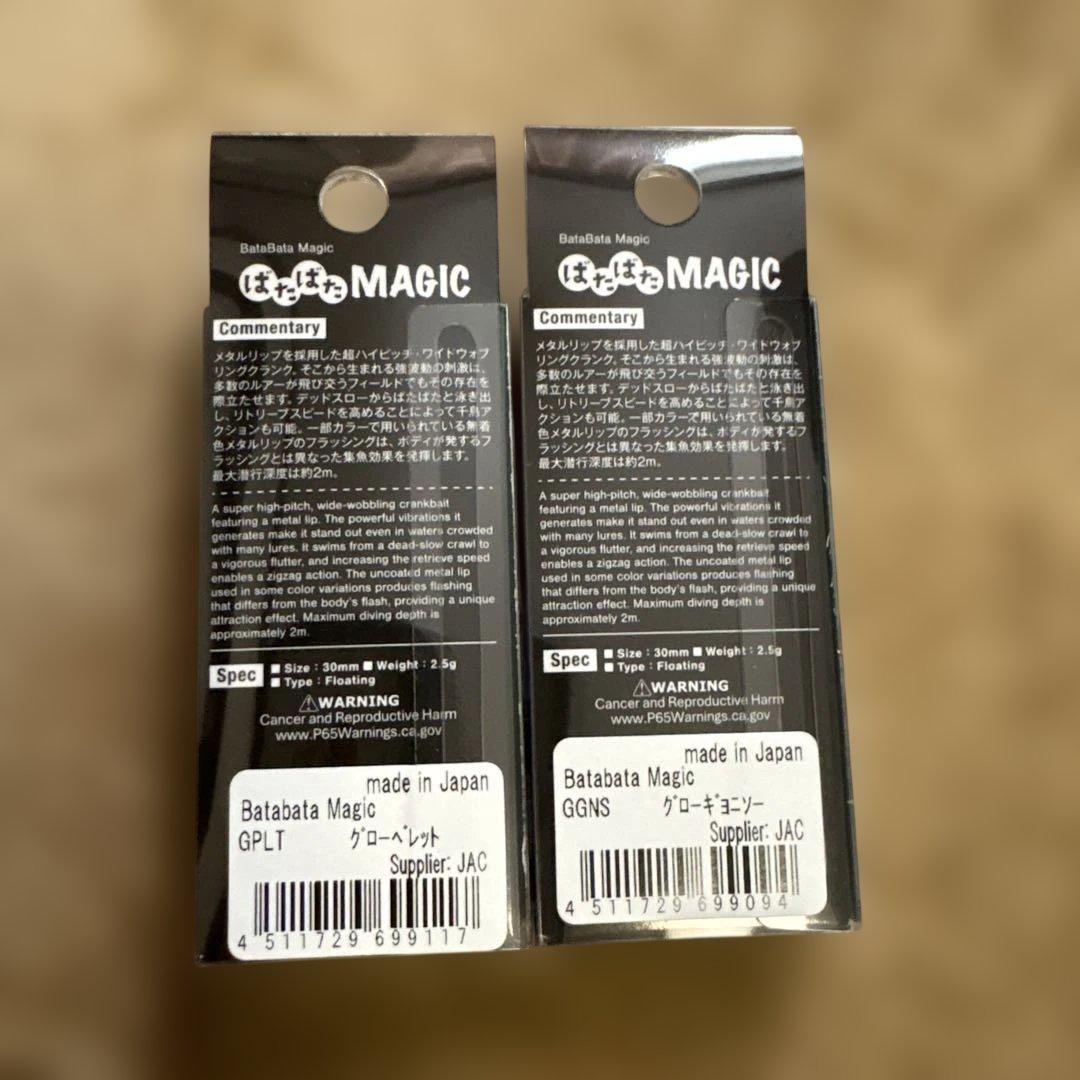 BataBata Magic
ばたばたMAGIC
Commentary
メタルリップを採用した超ハイピッチ・ワイドウォブ
リングクランク。そこから生まれる強波動の刺激は、
多数のルアーが飛び交うフィールドでもその存在を
際立たせます。デッドスローからばたばたと泳ぎ出
し、リトリーブスピードを高めることによって千鳥ア
クションも可能。一部カラーで用いられている無着
色メタルリップのフラッシングは、ボディが発するフ
ラッシングとは異なった集魚効果を発揮します。
最大潜行深度は約2m。
A super high-pitch, wide-wobbling crankbait
featuring a metal lip. The powerful vibrations it
generates make it stand out even in waters crowded
with many lures. It swims from a dead-slow crawl to
a vigorous flutter, and increasing the retrieve speed
enables a zigzag action. The uncoated metal lip
used in some color variations produces flashing
that differs from the body's flash, providing a unique
attraction effect. Maximum diving depth is
approximately 2m.
Spec
■ Size : 30mm ■ Weight : 2.5g
■ Type : Floating
⚠WARNING
Cancer and Reproductive Harm
www.P65Warnings.ca.gov
made in Japan
Batabata Magic
GPLT グローペレット
Supplier: JAC
4 511729 699117
BataBata Magic
ばたばたMAGIC
Commentary
メタルリップを採用した超ハイピッチ・ワイドウォブ
リングクランク。そこから生まれる強波動の刺激は、
多数のルアーが飛び交うフィールドでもその存在を
際立たせます。デッドスローからばたばたと泳ぎ出
し、リトリーブスピードを高めることによって千鳥ア
クションも可能。一部カラーで用いられている無着
色メタルリップのフラッシングは、ボディが発するフ
ラッシングとは異なった集魚効果を発揮します。
最大潜行深度は約2m。
A super high-pitch, wide-wobbling crankbait
featuring a metal lip. The powerful vibrations it
generates make it stand out even in waters crowded
with many lures. It swims from a dead-slow crawl to
a vigorous flutter, and increasing the retrieve speed
enables a zigzag action. The uncoated metal lip
used in some color variations produces flashing
that differs from the body's flash, providing a unique
attraction effect. Maximum diving depth is
approximately 2m.
Spec
■ Size : 30mm ■ Weight : 2.5g
■ Type : Floating
⚠WARNING
Cancer and Reproductive Harm
www.P65Warnings.ca.gov
made in Japan
Batabata Magic
GGNS グローギョニソー
Supplier: JAC
4 511729 699094